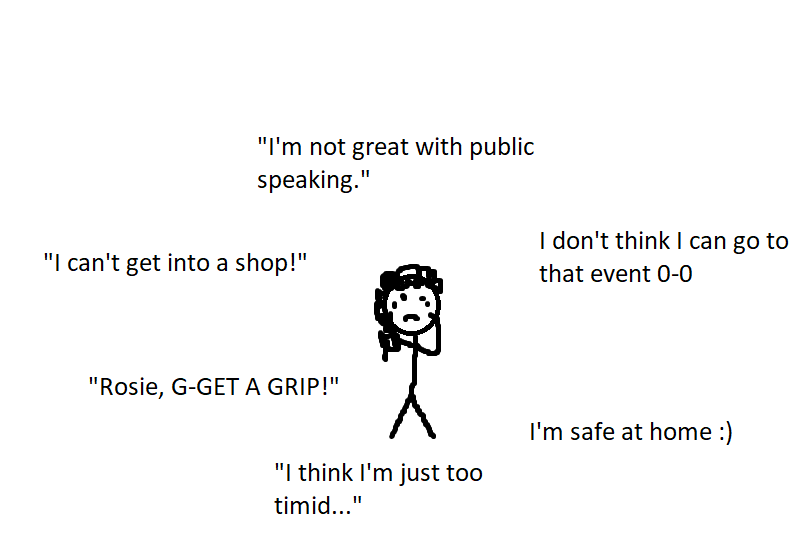 "I'm not great with public
speaking."
I don't think I can go to
that event 0-0
"I can't get into a shop!"
"Rosie, G-GET A GRIP!"
I'm safe at home :)
"I think I'm just too
timid..."